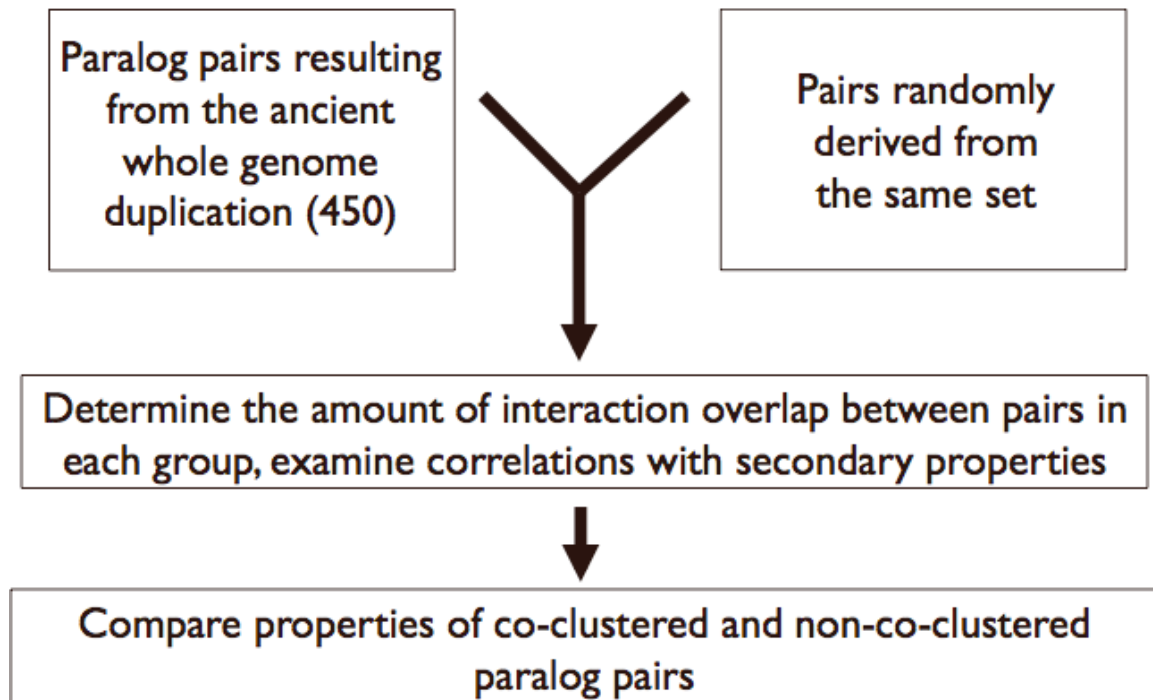 Paralog pairs resulting
from the ancient
whole genome
duplication (450)
Pairs randomly
derived from
the same set
Determine the amount of interaction overlap between pairs in
each group, examine correlations with secondary properties
Compare properties of co-clustered and non-co-clustered
paralog pairs